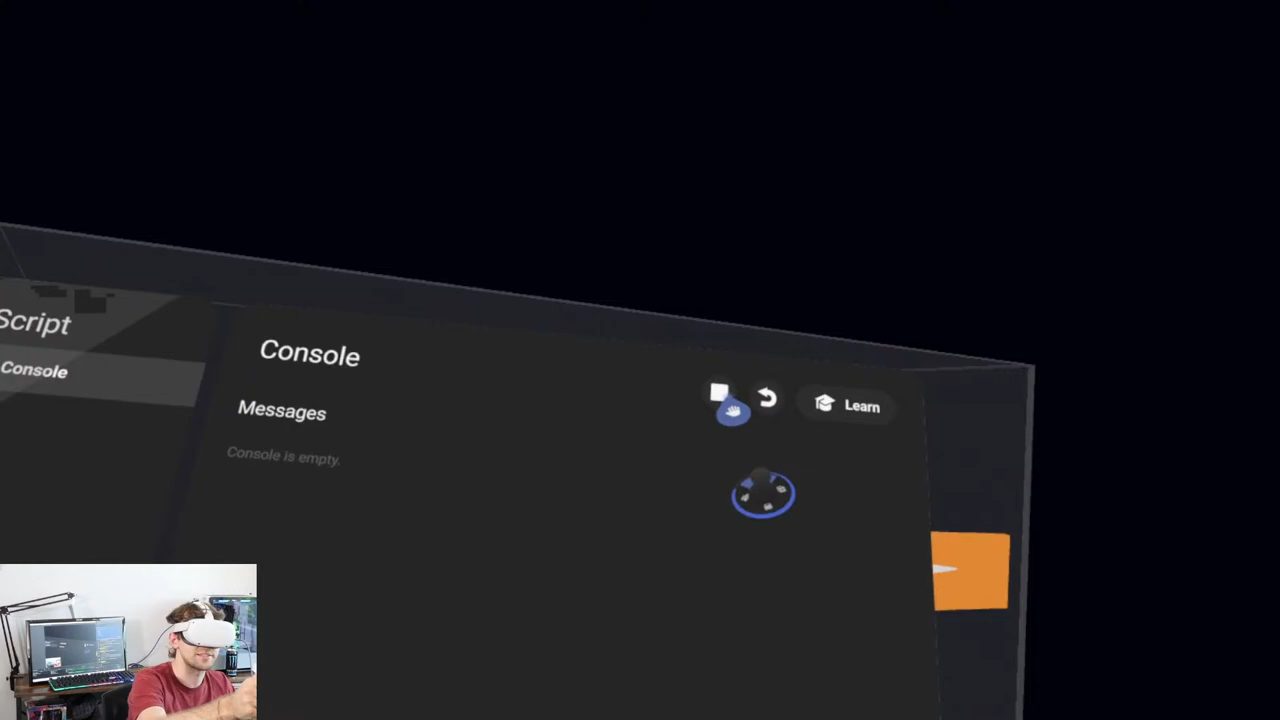 Script
Console
Console
Learn
Messages
Console is empty.